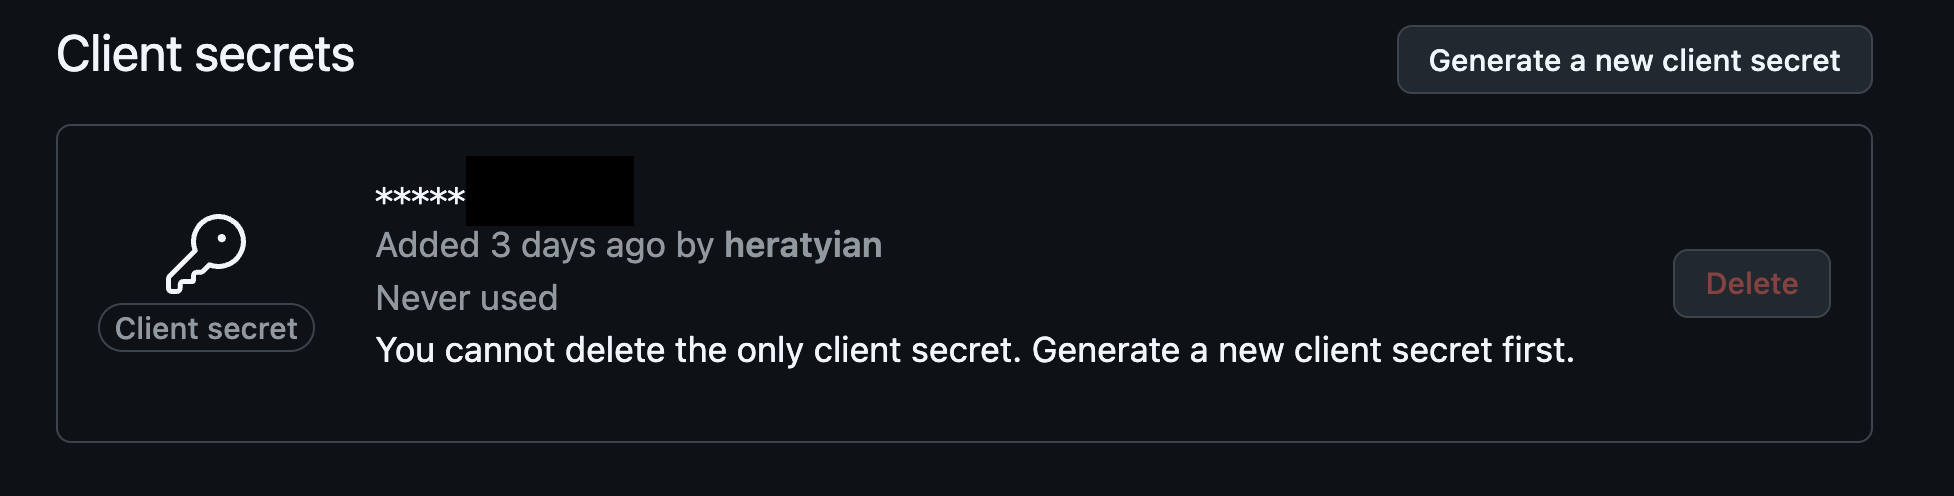 Client secrets
Generate a new client secret
*****
Added 3 days ago by heratyian
Never used
Client secret
Delete
You cannot delete the only client secret. Generate a new client secret first.